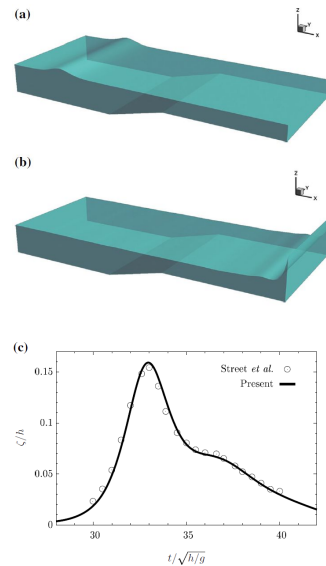 (a)
Z
Y
X
(b)
Z
Y
X
(c)
Street et al.
Present
0.15
0.1
0.05
0
ζ/h
30
35
40
t/√h/g